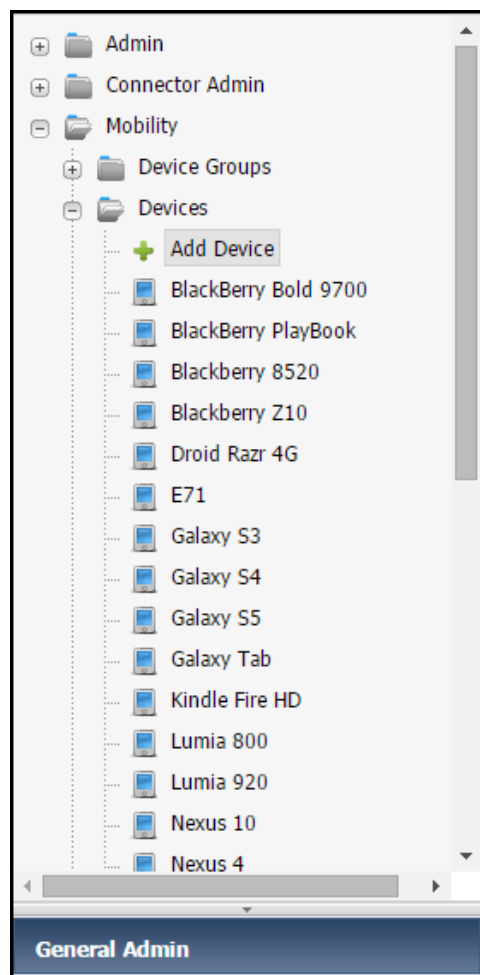 Admin
Connector Admin
Mobility
Device Groups
Devices
Add Device
BlackBerry Bold 9700
BlackBerry PlayBook
Blackberry 8520
Blackberry Z10
Droid Razr 4G
E71
Galaxy S3
Galaxy S4
Galaxy S5
Galaxy Tab
Kindle Fire HD
Lumia 800
Lumia 920
Nexus 10
Nexus 4
General Admin